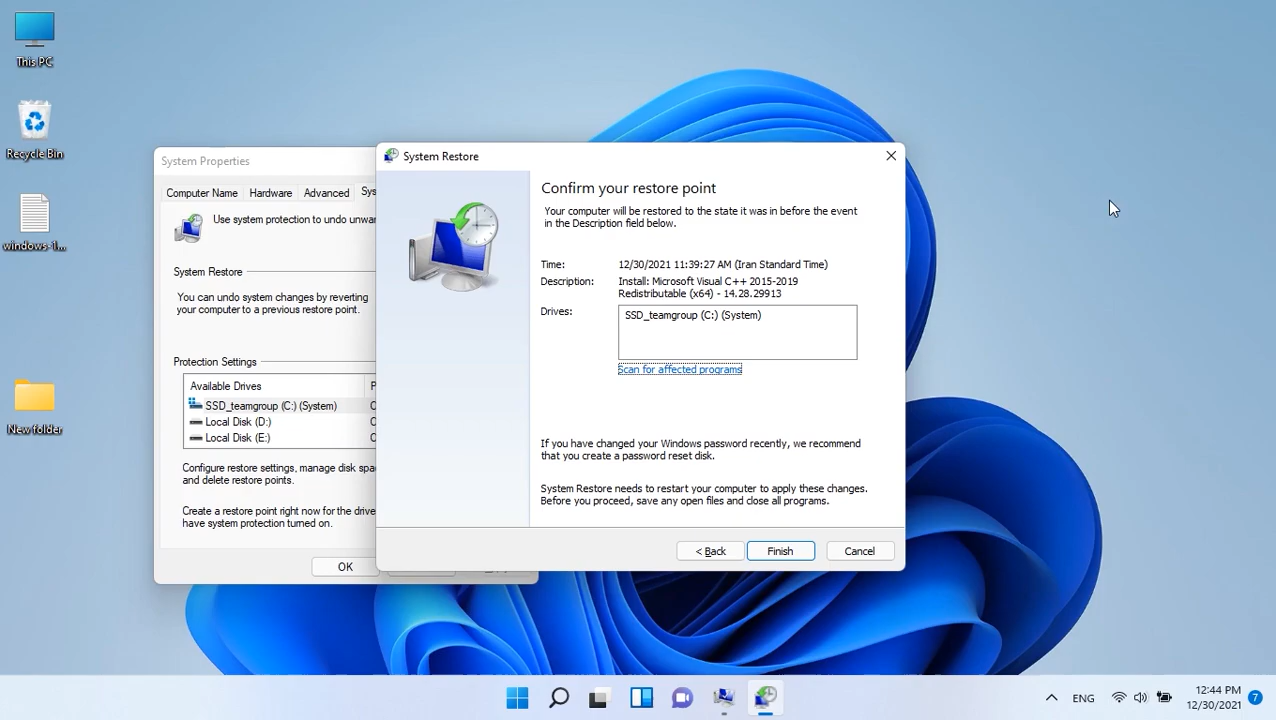 This PC
Recycle Bin
windows-1...
New folder
System Properties
Computer Name
Hardware
Advanced
Use system protection to undo
System Restore
You can undo system changes by reverting
your computer to a previous restore point.
Protection Settings
Available Drives
SSD_teamgroup (C:) (System)
Local Disk (D:)
Local Disk (E:)
Configure restore settings, manage disk
and delete restore points.
Create a restore point right now for the
have system protection turned on.
OK
System Restore
Confirm your restore point
Your computer will be restored to the state it was in before the event
in the Description field below.
Time: 12/30/2021 11:39:27 AM (Iran Standard Time)
Description: Install: Microsoft Visual C++ 2015-2019
Redistributable (x64) - 14.28.29913
Drives: SSD_teamgroup (C:) (System)
Scan for affected programs
If you have changed your Windows password recently, we recommend
that you create a password reset disk.
System Restore needs to restart your computer to apply these changes.
Before you proceed, save any open files and close all programs.
< Back
Finish
Cancel
ENG
12:44 PM
12/30/2021
7